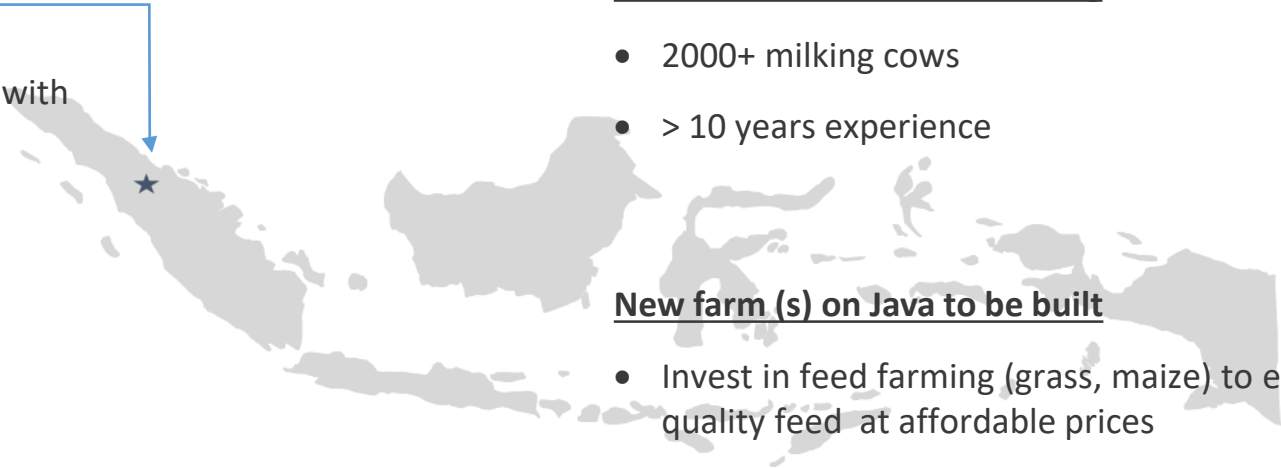 with
• 2000+ milking cows
• > 10 years experience
New farm (s) on Java to be built
• Invest in feed farming (grass, maize) to e
quality feed at affordable prices